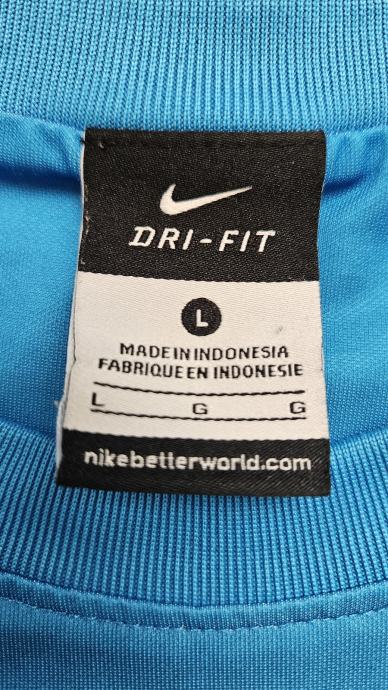 DRI-FIT
L
MADE IN INDONESIA
FABRIQUE EN INDONESIE
L G G
nikebetterworld.com